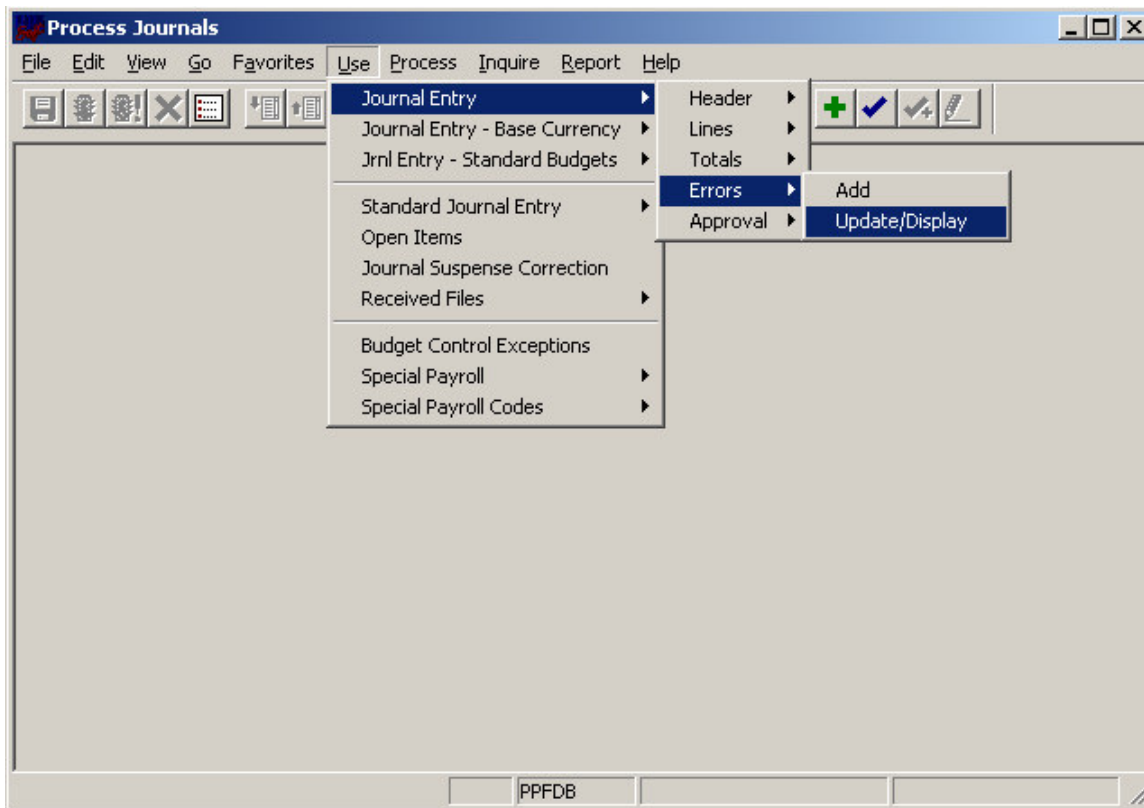 Process Journals
File Edit View Go Favorites Use Process Inquire Report Help
Journal Entry
Journal Entry - Base Currency
Jrnl Entry - Standard Budgets
Standard Journal Entry
Open Items
Journal Suspense Correction
Received Files
Budget Control Exceptions
Special Payroll
Special Payroll Codes
Header
Lines
Totals
Errors
Approval
Add
Update/Display
PPFDB